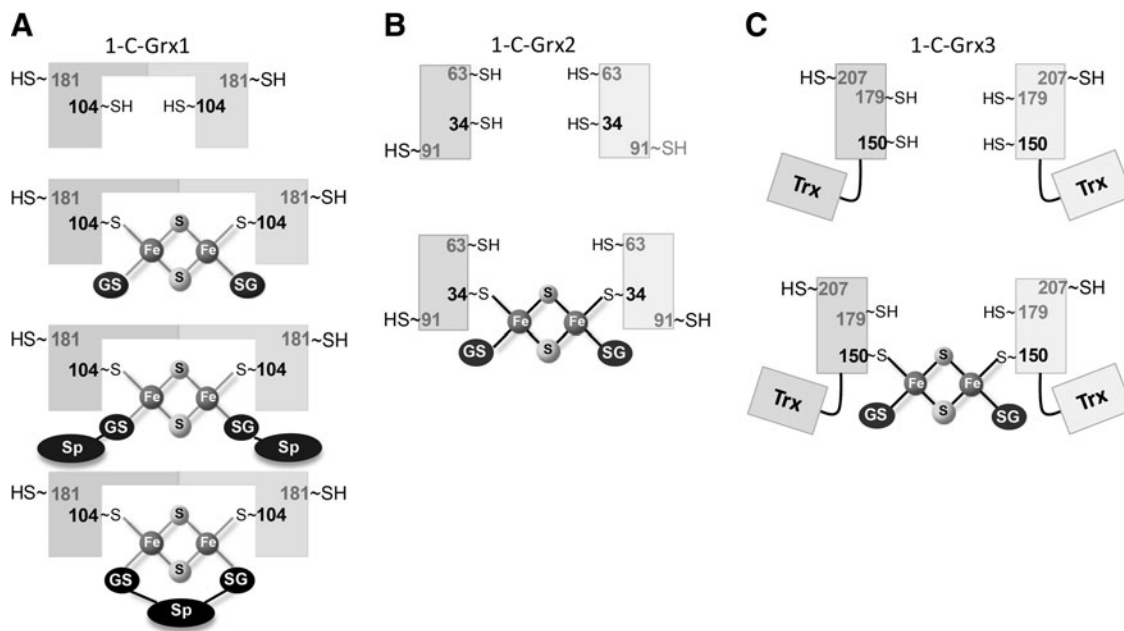 A
1-C-Grx1
HS~181 181~SH
104~SH HS~104
HS~181 181~SH
104~S S S~104
Fe Fe
GS S SG
HS~181 181~SH
104~S S S~104
Fe Fe
GS S SG
Sp Sp
HS~181 181~SH
104~S S S~104
Fe Fe
GS S SG
Sp
B
1-C-Grx2
63~SH HS~63
34~SH HS~34
HS~91 91~SH
63~SH HS~63
34~S S S~34
HS~91 Fe Fe 91~SH
GS S SG
C
1-C-Grx3
HS~207 207~SH
179~SH HS~179
150~SH HS~150
Trx Trx
HS~207 207~SH
179~SH HS~179
150~S S S~150
Fe Fe
Trx GS S SG Trx